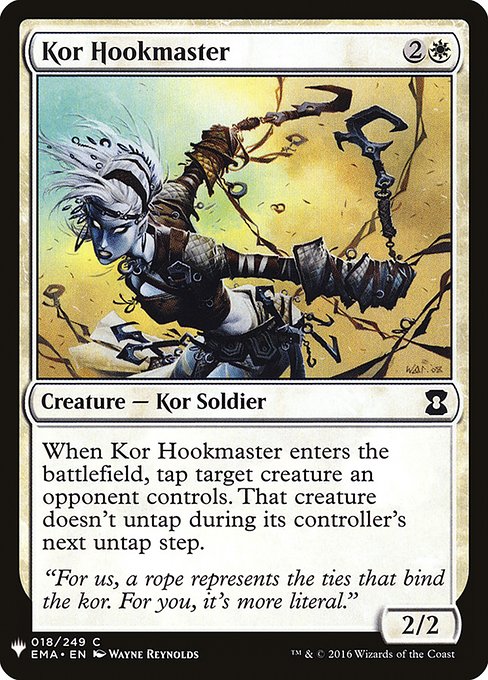 Kor Hookmaster 2
W.A.R. 08
Creature — Kor Soldier
When Kor Hookmaster enters the
battlefield, tap target creature an
opponent controls. That creature
doesn't untap during its controller's
next untap step.
"For us, a rope represents the ties that bind
the kor. For you, it's more literal."
2/2
018/249 C
EMA • EN Wayne Reynolds
™ & © 2016 Wizards of the Coast